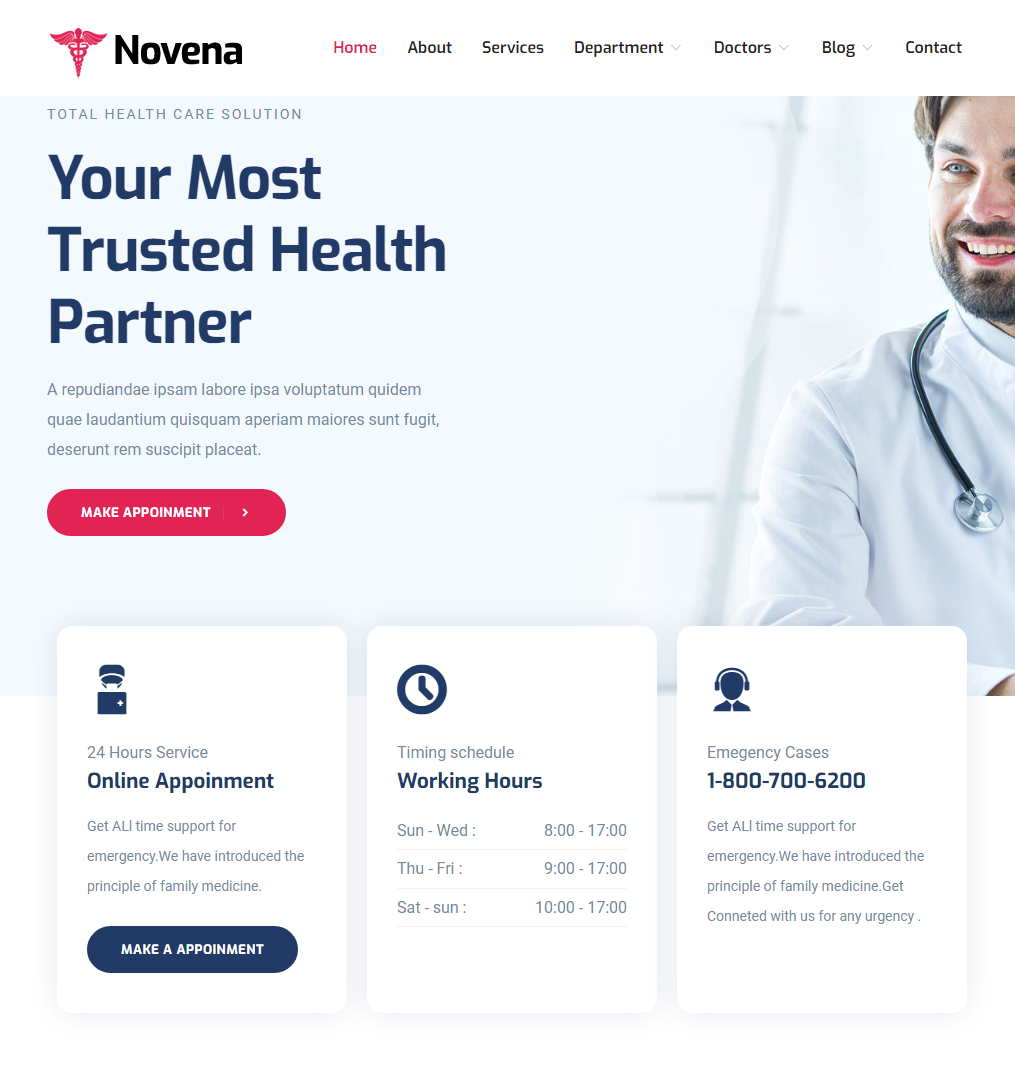 Novena
Home About Services Department Doctors Blog Contact
TOTAL HEALTH CARE SOLUTION
Your Most
Trusted Health
Partner
A repudiandae ipsam labore ipsa voluptatum quidem
quae laudantium quisquam aperiam maiores sunt fugit,
deserunt rem suscipit placeat.
MAKE APPOINMENT
24 Hours Service
Online Appoinment
Get ALl time support for
emergency.We have introduced the
principle of family medicine.
MAKE A APPOINMENT
Timing schedule
Working Hours
Sun - Wed : 8:00 - 17:00
Thu - Fri : 9:00 - 17:00
Sat - sun : 10:00 - 17:00
Emegency Cases
1-800-700-6200
Get ALl time support for
emergency.We have introduced the
principle of family medicine.Get
Conneted with us for any urgency .